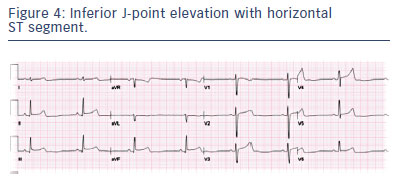 Figure 4: Inferior J-point elevation with horizontal
ST segment.
I aVR V1 V4
II aVL V2 V5
III aVF V3 V6